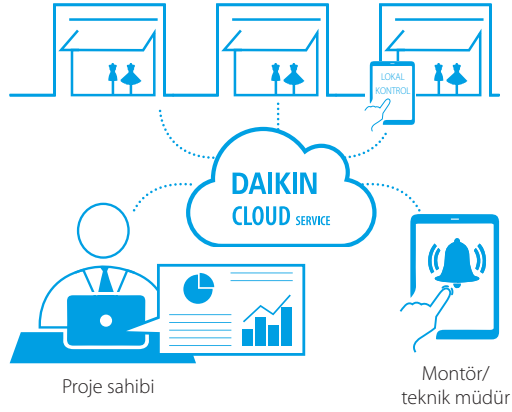 LOKAL
KONTROL
DAIKIN
CLOUD SERVICE
Proje sahibi
Montör/
teknik müdür